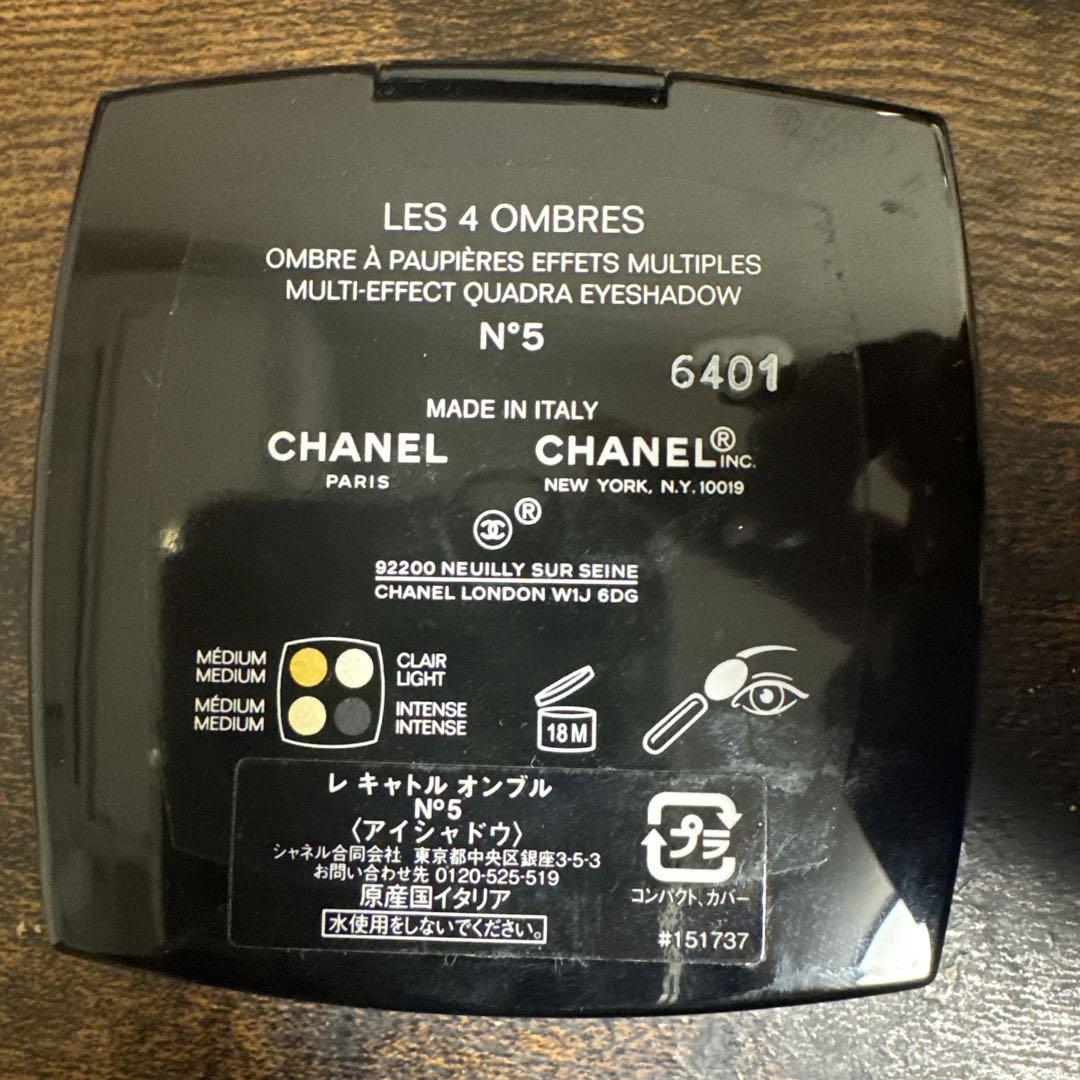 LES 4 OMBRES
OMBRE À PAUPIÈRES EFFETS MULTIPLES
MULTI-EFFECT QUADRA EYESHADOW
N°5
6401
MADE IN ITALY
CHANEL
PARIS
CHANEL® INC.
NEW YORK, N.Y. 10019
®
92200 NEUILLY SUR SEINE
CHANEL LONDON W1J 6DG
MÉDIUM
MEDIUM
CLAIR
LIGHT
MÉDIUM
MEDIUM
INTENSE
INTENSE
18M
レ キャトル オンブル
N°5
〈アイシャドウ〉
シャネル合同会社 東京都中央区銀座3-5-3
お問い合わせ先 0120-525-519
原産国イタリア
水使用をしないでください。
プラ
コンパクト、カバー
#151737